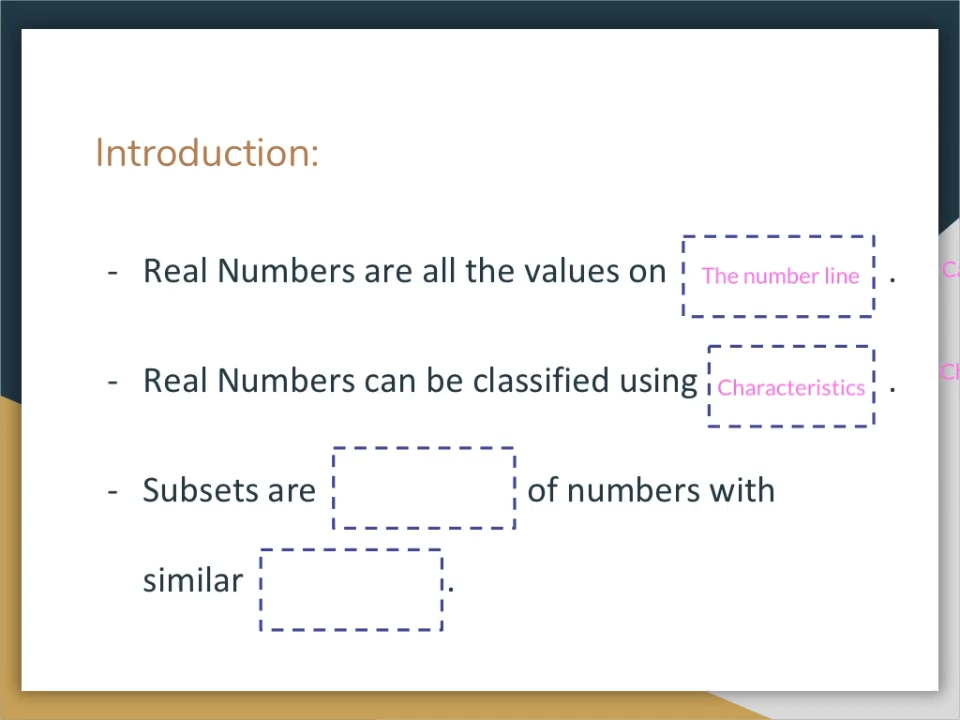 Introduction:
- Real Numbers are all the values on The number line .
- Real Numbers can be classified using Characteristics .
- Subsets are of numbers with
similar .